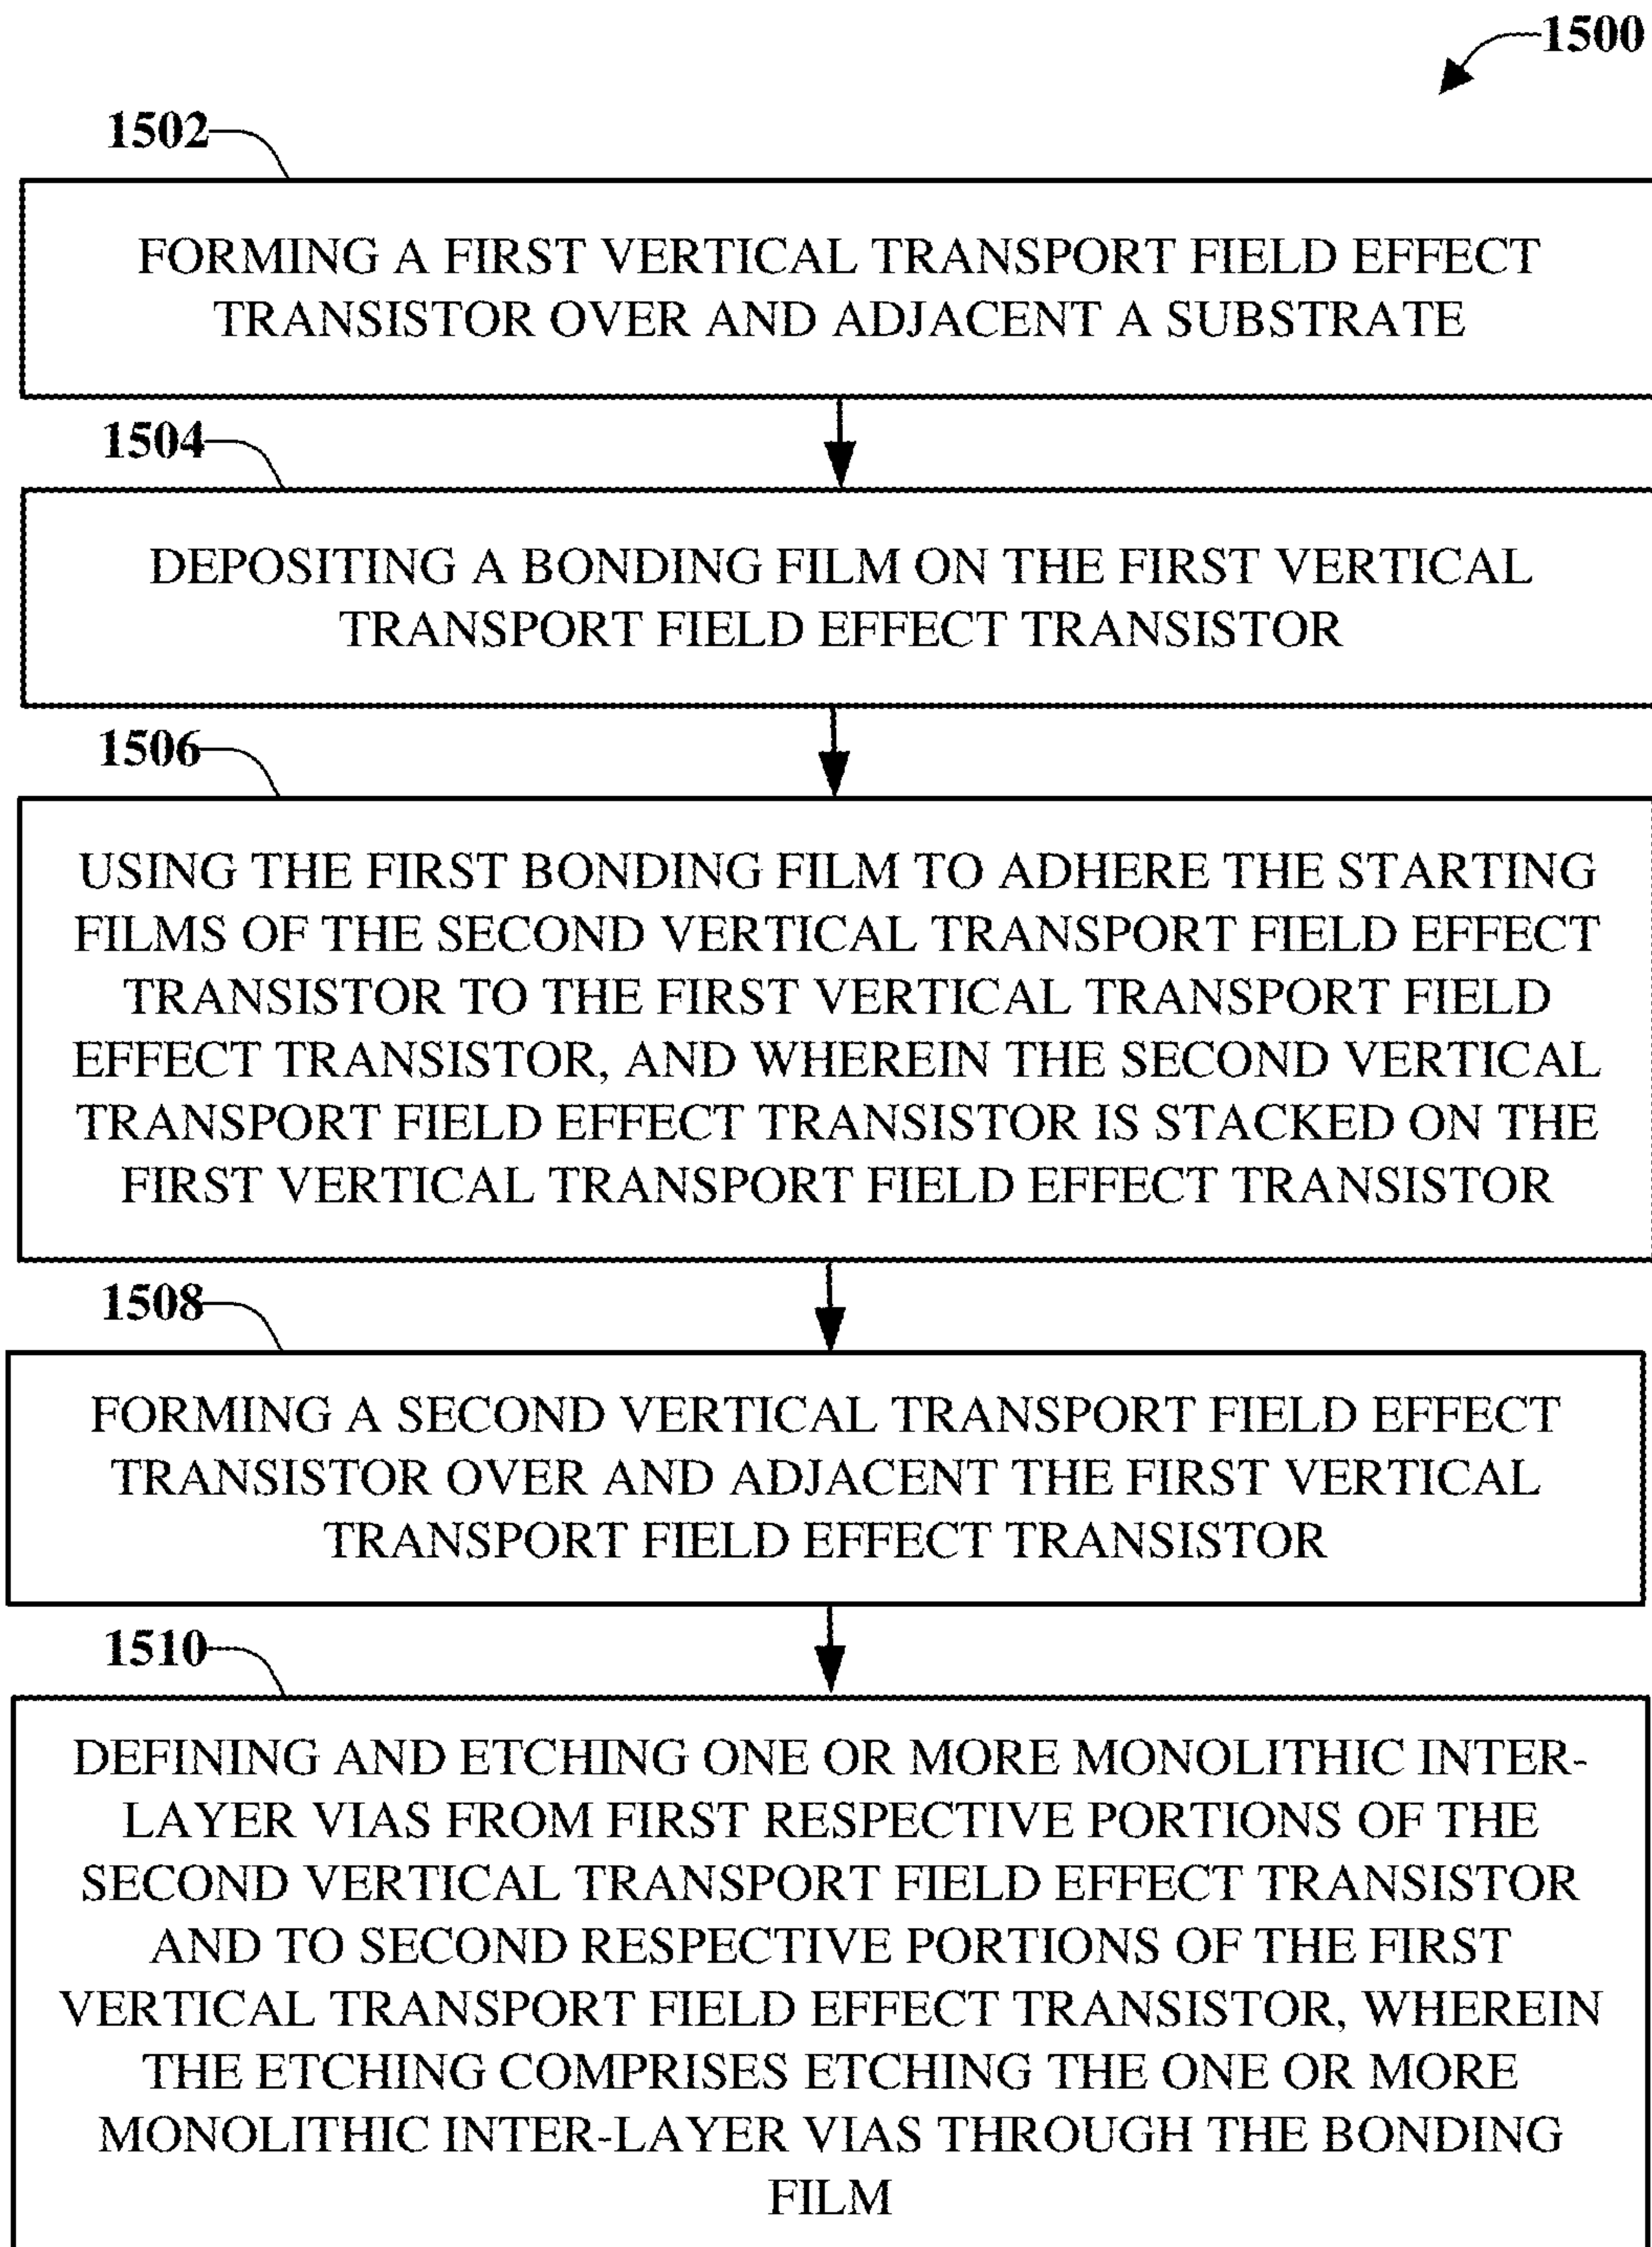 1500
1502
FORMING A FIRST VERTICAL TRANSPORT FIELD EFFECT
TRANSISTOR OVER AND ADJACENT A SUBSTRATE
1504
DEPOSITING A BONDING FILM ON THE FIRST VERTICAL
TRANSPORT FIELD EFFECT TRANSISTOR
1506
USING THE FIRST BONDING FILM TO ADHERE THE STARTING
FILMS OF THE SECOND VERTICAL TRANSPORT FIELD EFFECT
TRANSISTOR TO THE FIRST VERTICAL TRANSPORT FIELD
EFFECT TRANSISTOR, AND WHEREIN THE SECOND VERTICAL
TRANSPORT FIELD EFFECT TRANSISTOR IS STACKED ON THE
FIRST VERTICAL TRANSPORT FIELD EFFECT TRANSISTOR
1508
FORMING A SECOND VERTICAL TRANSPORT FIELD EFFECT
TRANSISTOR OVER AND ADJACENT THE FIRST VERTICAL
TRANSPORT FIELD EFFECT TRANSISTOR
1510
DEFINING AND ETCHING ONE OR MORE MONOLITHIC INTER-
LAYER VIAS FROM FIRST RESPECTIVE PORTIONS OF THE
SECOND VERTICAL TRANSPORT FIELD EFFECT TRANSISTOR
AND TO SECOND RESPECTIVE PORTIONS OF THE FIRST
VERTICAL TRANSPORT FIELD EFFECT TRANSISTOR, WHEREIN
THE ETCHING COMPRISES ETCHING THE ONE OR MORE
MONOLITHIC INTER-LAYER VIAS THROUGH THE BONDING
FILM